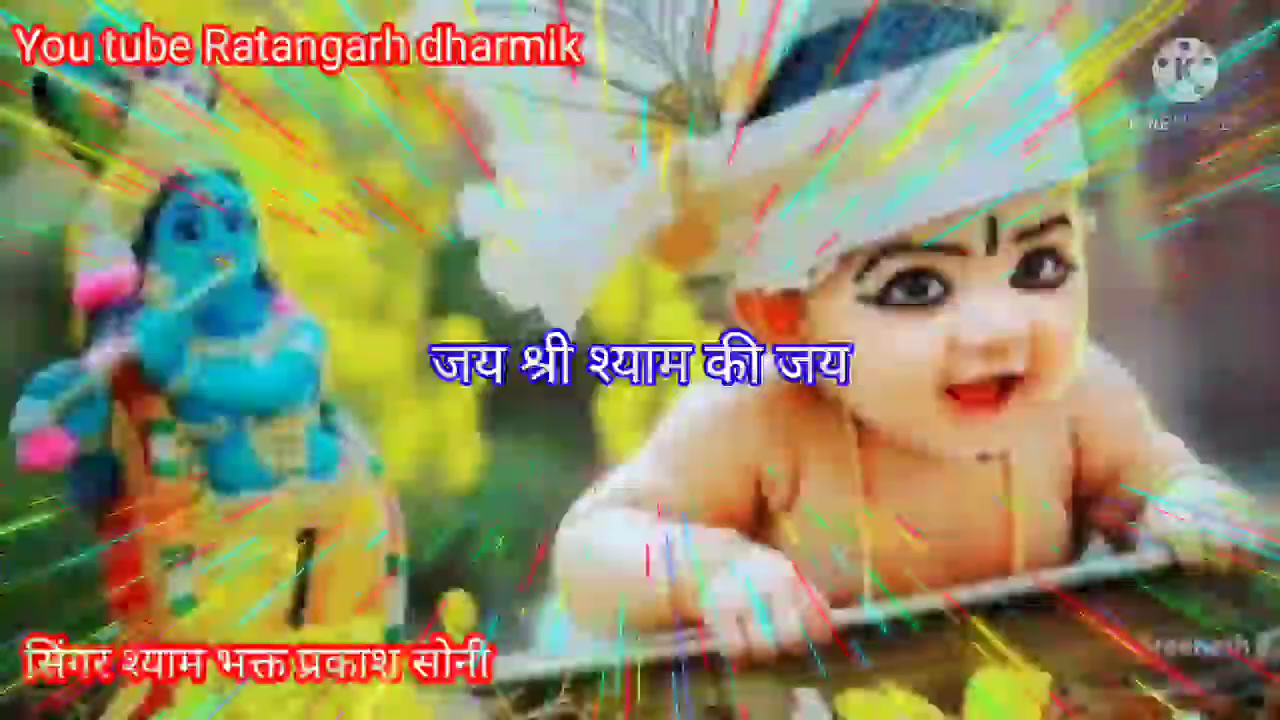 You tube Ratangarh dharmik
जय श्री श्याम की जय
सिंगर श्याम भक्त प्रकाश सोनी